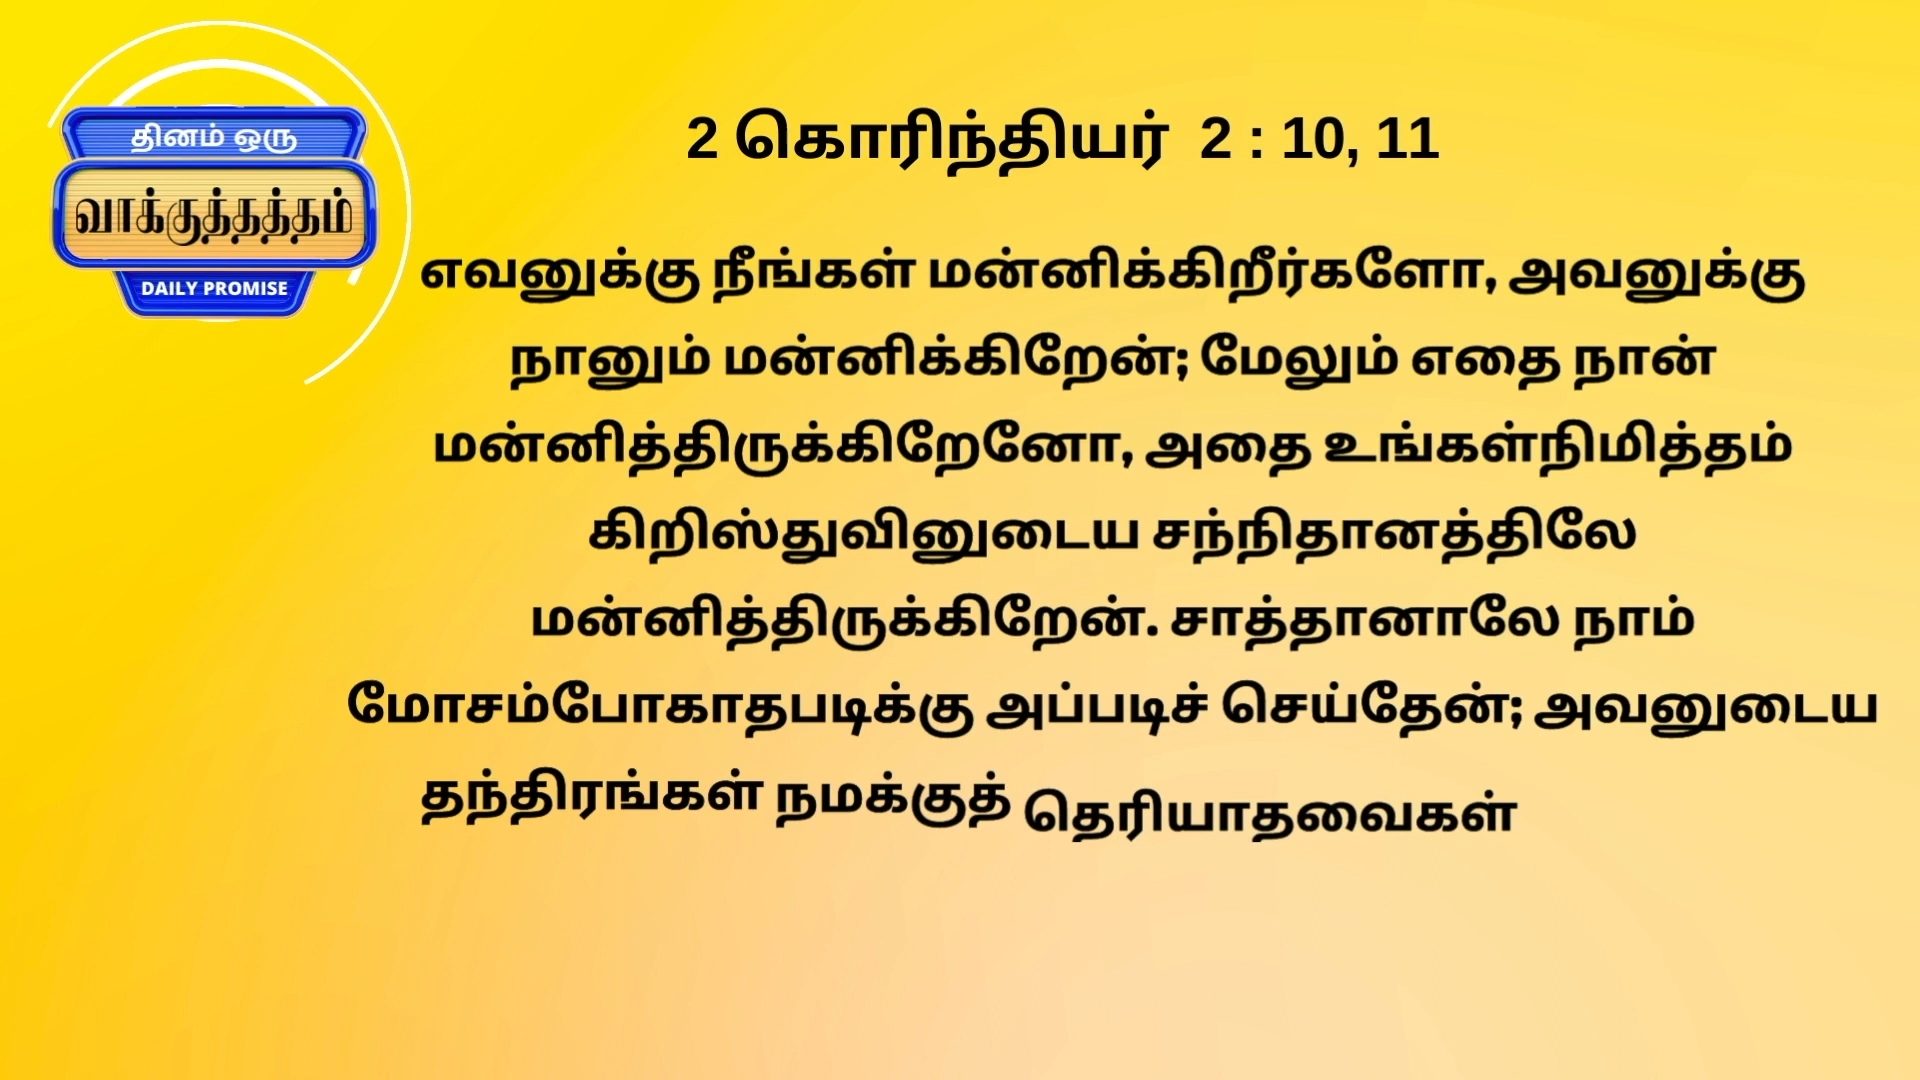 தினம் ஒரு
வாக்குத்தத்தம்
DAILY PROMISE
2 கொரிந்தியர் 2 : 10, 11
எவனுக்கு நீங்கள் மன்னிக்கிறீர்களோ, அவனுக்கு
நானும் மன்னிக்கிறேன்; மேலும் எதை நான்
மன்னித்திருக்கிறேனோ, அதை உங்கள்நிமித்தம்
கிறிஸ்துவினுடைய சந்நிதானத்திலே
மன்னித்திருக்கிறேன். சாத்தானாலே நாம்
மோசம்போகாதபடிக்கு அப்படிச் செய்தேன்; அவனுடைய
தந்திரங்கள் நமக்குத் தெரியாதவைகள்